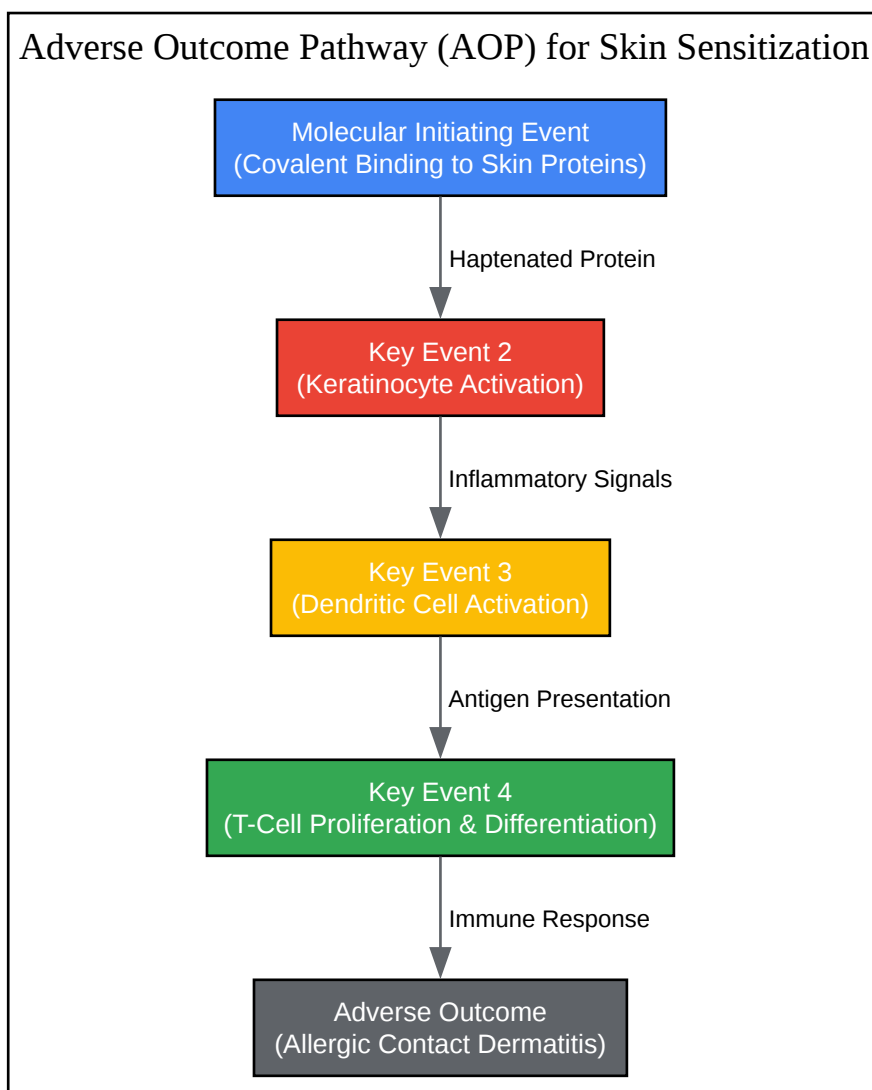 Adverse Outcome Pathway (AOP) for Skin Sensitization
Molecular Initiating Event
(Covalent Binding to Skin Proteins)
Haptenated Protein
Key Event 2
(Keratinocyte Activation)
Inflammatory Signals
Key Event 3
(Dendritic Cell Activation)
Antigen Presentation
Key Event 4
(T-Cell Proliferation & Differentiation)
Immune Response
Adverse Outcome
(Allergic Contact Dermatitis)